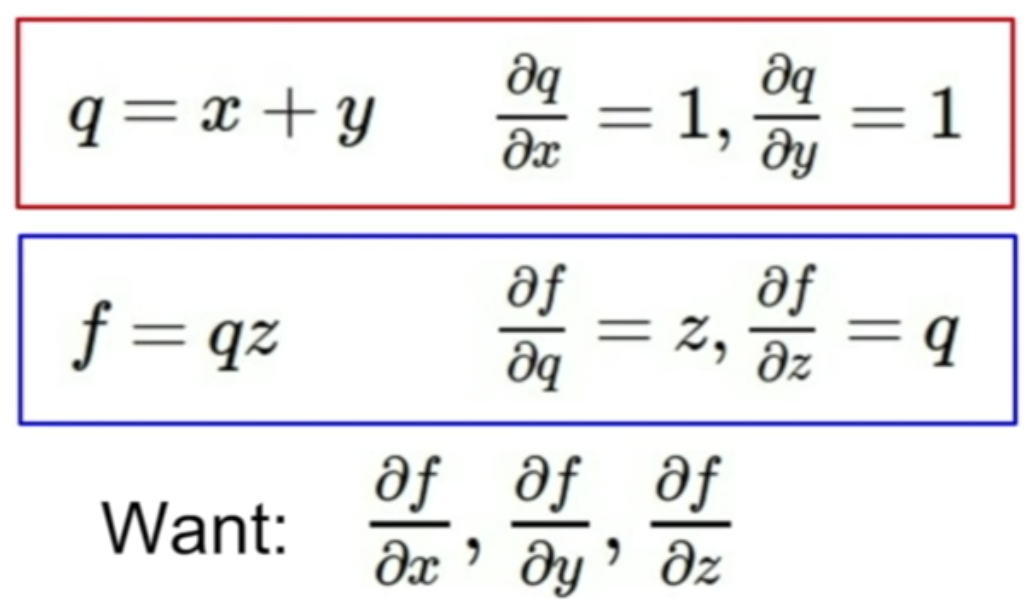 q = x + y    ∂q/∂x = 1, ∂q/∂y = 1
f = qz    ∂f/∂q = z, ∂f/∂z = q
Want: ∂f/∂x, ∂f/∂y, ∂f/∂z